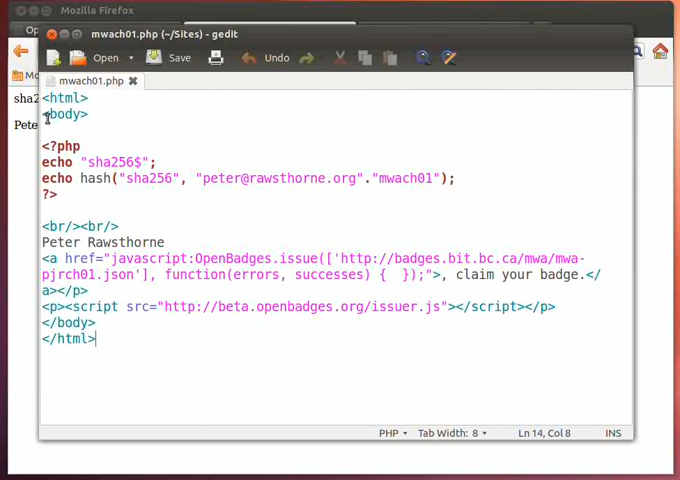 Mozilla Firefox
mwach01.php (~/Sites) - gedit
Open Save Undo
mwach01.php
sha2
Pete
<html>
<body>
<?php
echo "sha256$";
echo hash("sha256", "peter@rawsthorne.org"."mwach01");
?>
<br/><br/>
Peter Rawsthorne
<a href="javascript:OpenBadges.issue(['http://badges.bit.bc.ca/mwa/mwa-
pjrch01.json'], function(errors, successes) {  });">, claim your badge.</
a></p>
<p><script src="http://beta.openbadges.org/issuer.js"></script></p>
</body>
</html>
PHP Tab Width: 8 Ln 14, Col 8 INS